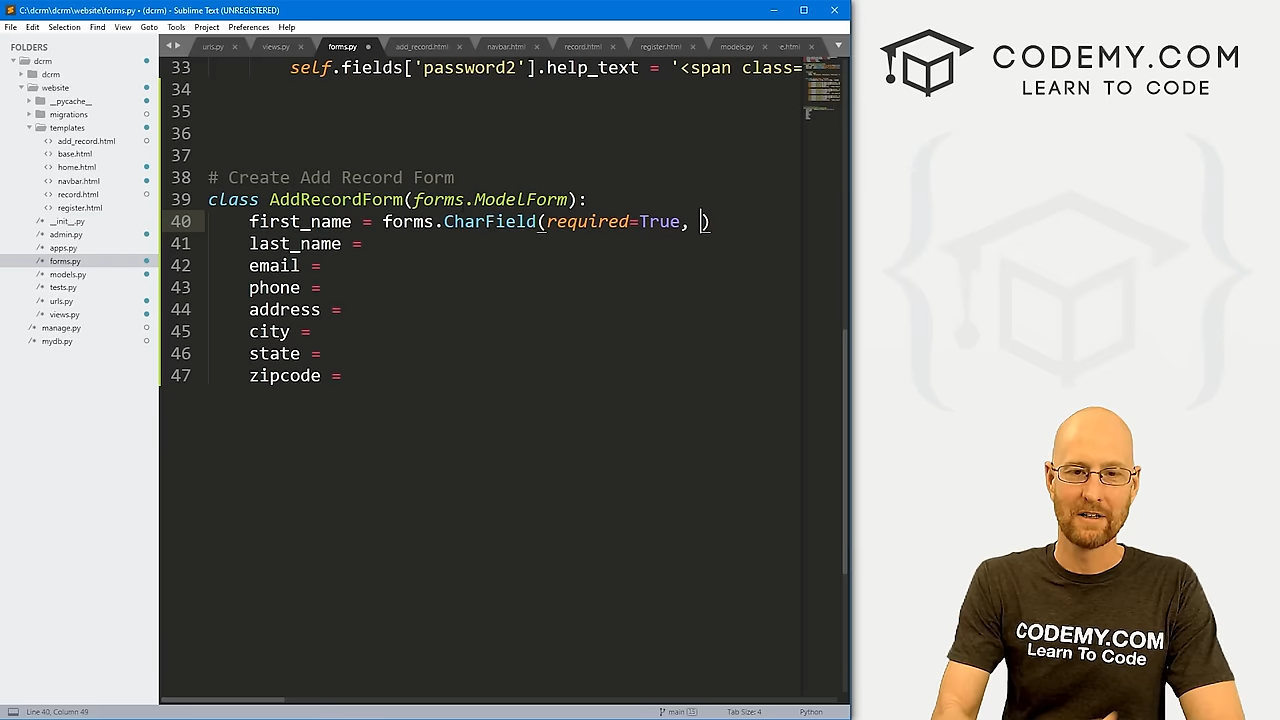 C:\dcrm\dcrm\website\forms.py • (dcrm) - Sublime Text (UNREGISTERED)
File Edit Selection Find View Goto Tools Project Preferences Help
FOLDERS
dcrm
dcrm
website
__pycache__
migrations
templates
add_record.html
base.html
home.html
navbar.html
record.html
register.html
__init__.py
admin.py
apps.py
forms.py
models.py
tests.py
urls.py
views.py
manage.py
mydb.py
urls.py views.py forms.py add_record.html navbar.html record.html register.html models.py e.html
33 self.fields['password2'].help_text = '<span class=
34
35
36
37
38 # Create Add Record Form
39 class AddRecordForm(forms.ModelForm):
40 first_name = forms.CharField(required=True, )
41 last_name =
42 email =
43 phone =
44 address =
45 city =
46 state =
47 zipcode =
Line 40, Column 49
main
Tab Size: 4
Python
CODEMY.COM
LEARN TO CODE
CODEMY.COM
Learn To Code